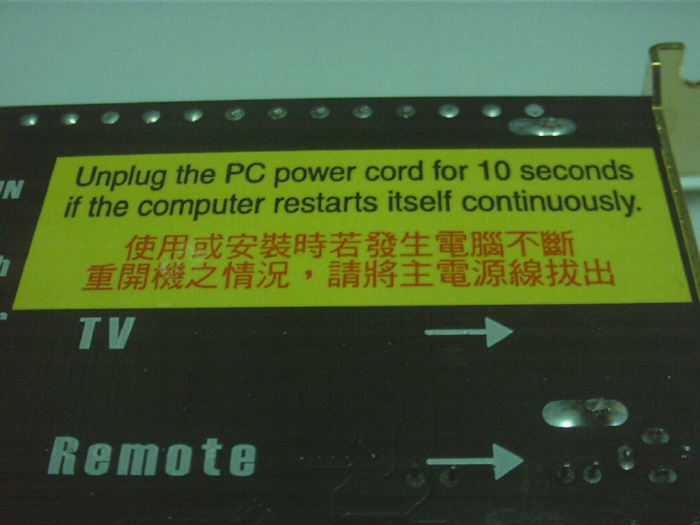 Unplug the PC power cord for 10 seconds
if the computer restarts itself continuously.
使用或安裝時若發生電腦不斷
重開機之情況，請將主電源線拔出
TV
Remote